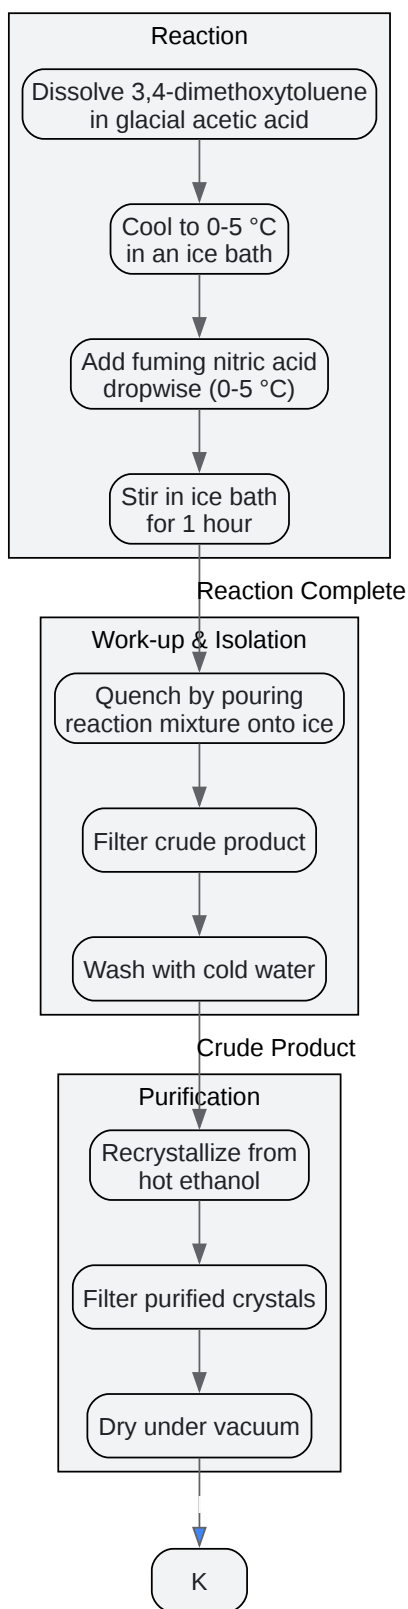 Reaction
Dissolve 3,4-dimethoxytoluene
in glacial acetic acid
Cool to 0-5 °C
in an ice bath
Add fuming nitric acid
dropwise (0-5 °C)
Stir in ice bath
for 1 hour
Reaction Complete
Work-up & Isolation
Quench by pouring
reaction mixture onto ice
Filter crude product
Wash with cold water
Crude Product
Purification
Recrystallize from
hot ethanol
Filter purified crystals
Dry under vacuum
K